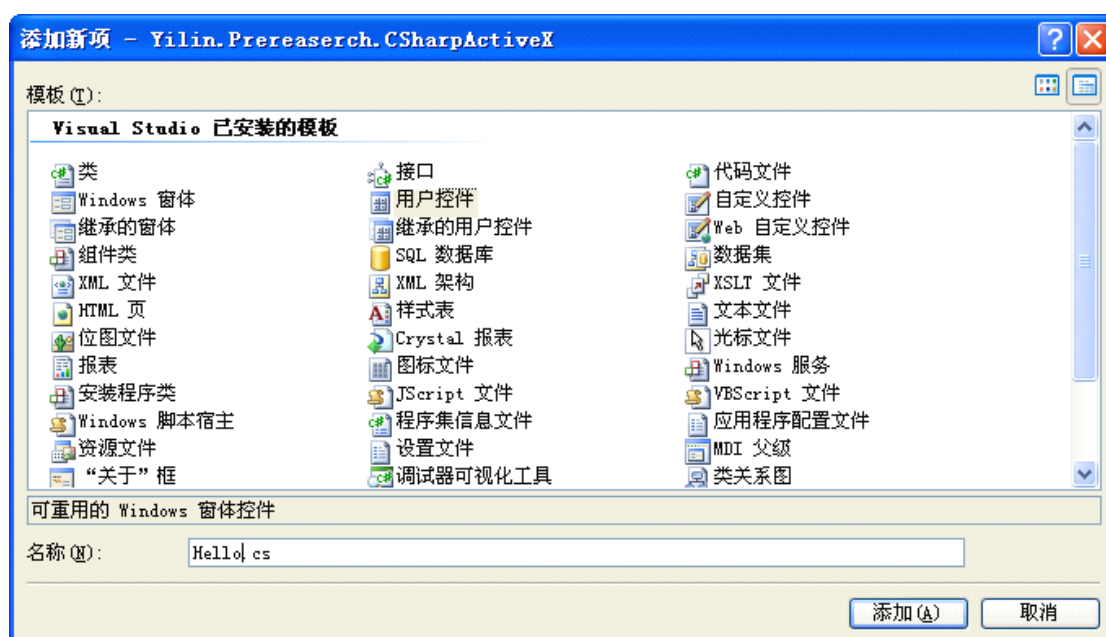 添加新项 - Yilin.Prereaserch.CSharpActiveX
模板(T):
Visual Studio 已安装的模板
类 接口 代码文件
Windows 窗体 用户控件 自定义控件
继承的窗体 继承的用户控件 Web 自定义控件
组件类 SQL 数据库 数据集
XML 文件 XML 架构 XSLT 文件
HTML 页 样式表 文本文件
位图文件 Crystal 报表 光标文件
报表 图标文件 Windows 服务
安装程序类 JScript 文件 VBScript 文件
Windows 脚本宿主 程序集信息文件 应用程序配置文件
资源文件 设置文件 MDI 父级
“关于”框 调试器可视化工具 类关系图
可重用的 Windows 窗体控件
名称(N): Hello.cs
添加(A) 取消